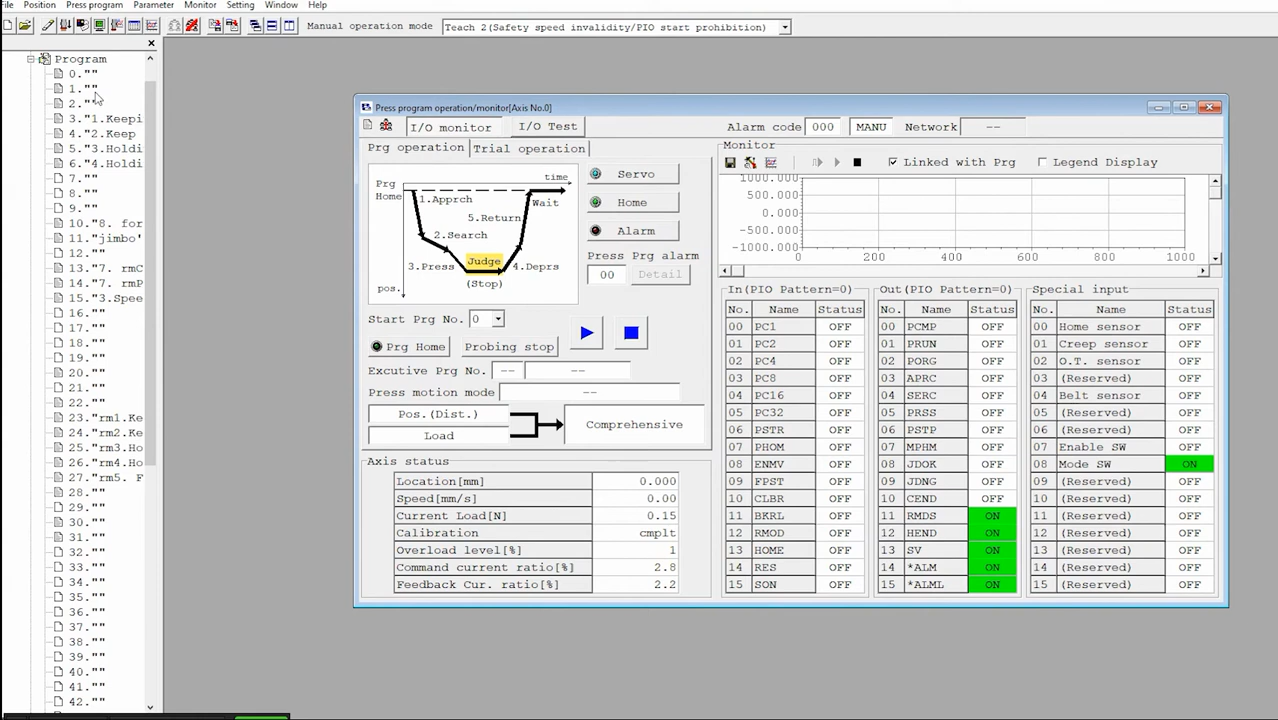 File Position Press program Parameter Monitor Setting Window Help
Manual operation mode Teach 2(Safety speed invalidity/PIO start prohibition)
Program
0.""
1.""
2.""
3."1.Keepi
4."2.Keep
5."3.Holdi
6."4.Holdi
7.""
8.""
9.""
10."8. for
11."jimbo'
12.""
13."7. rmC
14."7. rmP
15."3.Spee
16.""
17.""
18.""
19.""
20.""
21.""
22.""
23."rm1.Ke
24."rm2.Ke
25."rm3.Ho
26."rm4.Ho
27."rm5. F
28.""
29.""
30.""
31.""
32.""
33.""
34.""
35.""
36.""
37.""
38.""
39.""
40.""
41.""
42.""
Press program operation/monitor[Axis No.0]
I/O monitor I/O Test Alarm code 000 MANU Network --
Prg operation Trial operation
Prg Home
time
1.Apprch
Wait
5.Return
2.Search
Judge
3.Press
4.Deprs
(Stop)
pos.
Servo
Home
Alarm
Press Prg alarm
00 Detail
Start Prg No. 0
Prg Home Probing stop
Excutive Prg No. -- --
Press motion mode --
Pos.(Dist.)
Load
Comprehensive
Axis status
Location[mm] 0.000
Speed[mm/s] 0.00
Current Load[N] 0.15
Calibration cmplt
Overload level[%] 1
Command current ratio[%] 2.8
Feedback Cur. ratio[%] 2.2
Monitor
Linked with Prg Legend Display
1000.000
500.000
0.000
-500.000
-1000.000
0 200 400 600 800 1000
In(PIO Pattern=0)
No. Name Status
00 PC1 OFF
01 PC2 OFF
02 PC4 OFF
03 PC8 OFF
04 PC16 OFF
05 PC32 OFF
06 PSTR OFF
07 PHOM OFF
08 ENMV OFF
09 FPST OFF
10 CLBR OFF
11 BKRL OFF
12 RMOD OFF
13 HOME OFF
14 RES OFF
15 SON OFF
Out(PIO Pattern=0)
No. Name Status
00 PCMP OFF
01 PRUN OFF
02 PORG OFF
03 APRC OFF
04 SERC OFF
05 PRSS OFF
06 PSTP OFF
07 MPHM OFF
08 JDOK OFF
09 JDNG OFF
10 CEND OFF
11 RMDS ON
12 HEND ON
13 SV ON
14 *ALM ON
15 *ALML ON
Special input
No. Name Status
00 Home sensor OFF
01 Creep sensor OFF
02 O.T. sensor OFF
03 (Reserved) OFF
04 Belt sensor OFF
05 (Reserved) OFF
06 (Reserved) OFF
07 Enable SW OFF
08 Mode SW ON
09 (Reserved) OFF
10 (Reserved) OFF
11 (Reserved) OFF
12 (Reserved) OFF
13 (Reserved) OFF
14 (Reserved) OFF
15 (Reserved) OFF